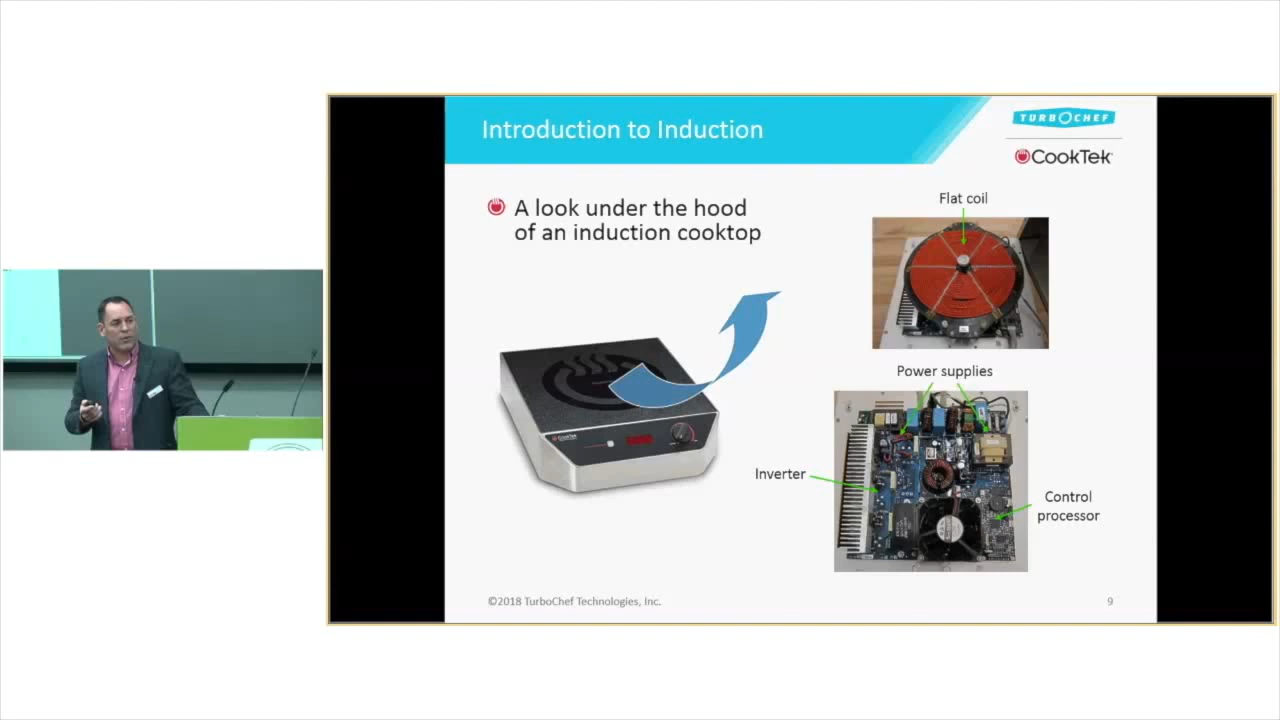 Introduction to Induction
TURBOCHEF
CookTek
A look under the hood
of an induction cooktop
Flat coil
Power supplies
Inverter
Control
processor
CookTek
©2018 TurboChef Technologies, Inc.
9